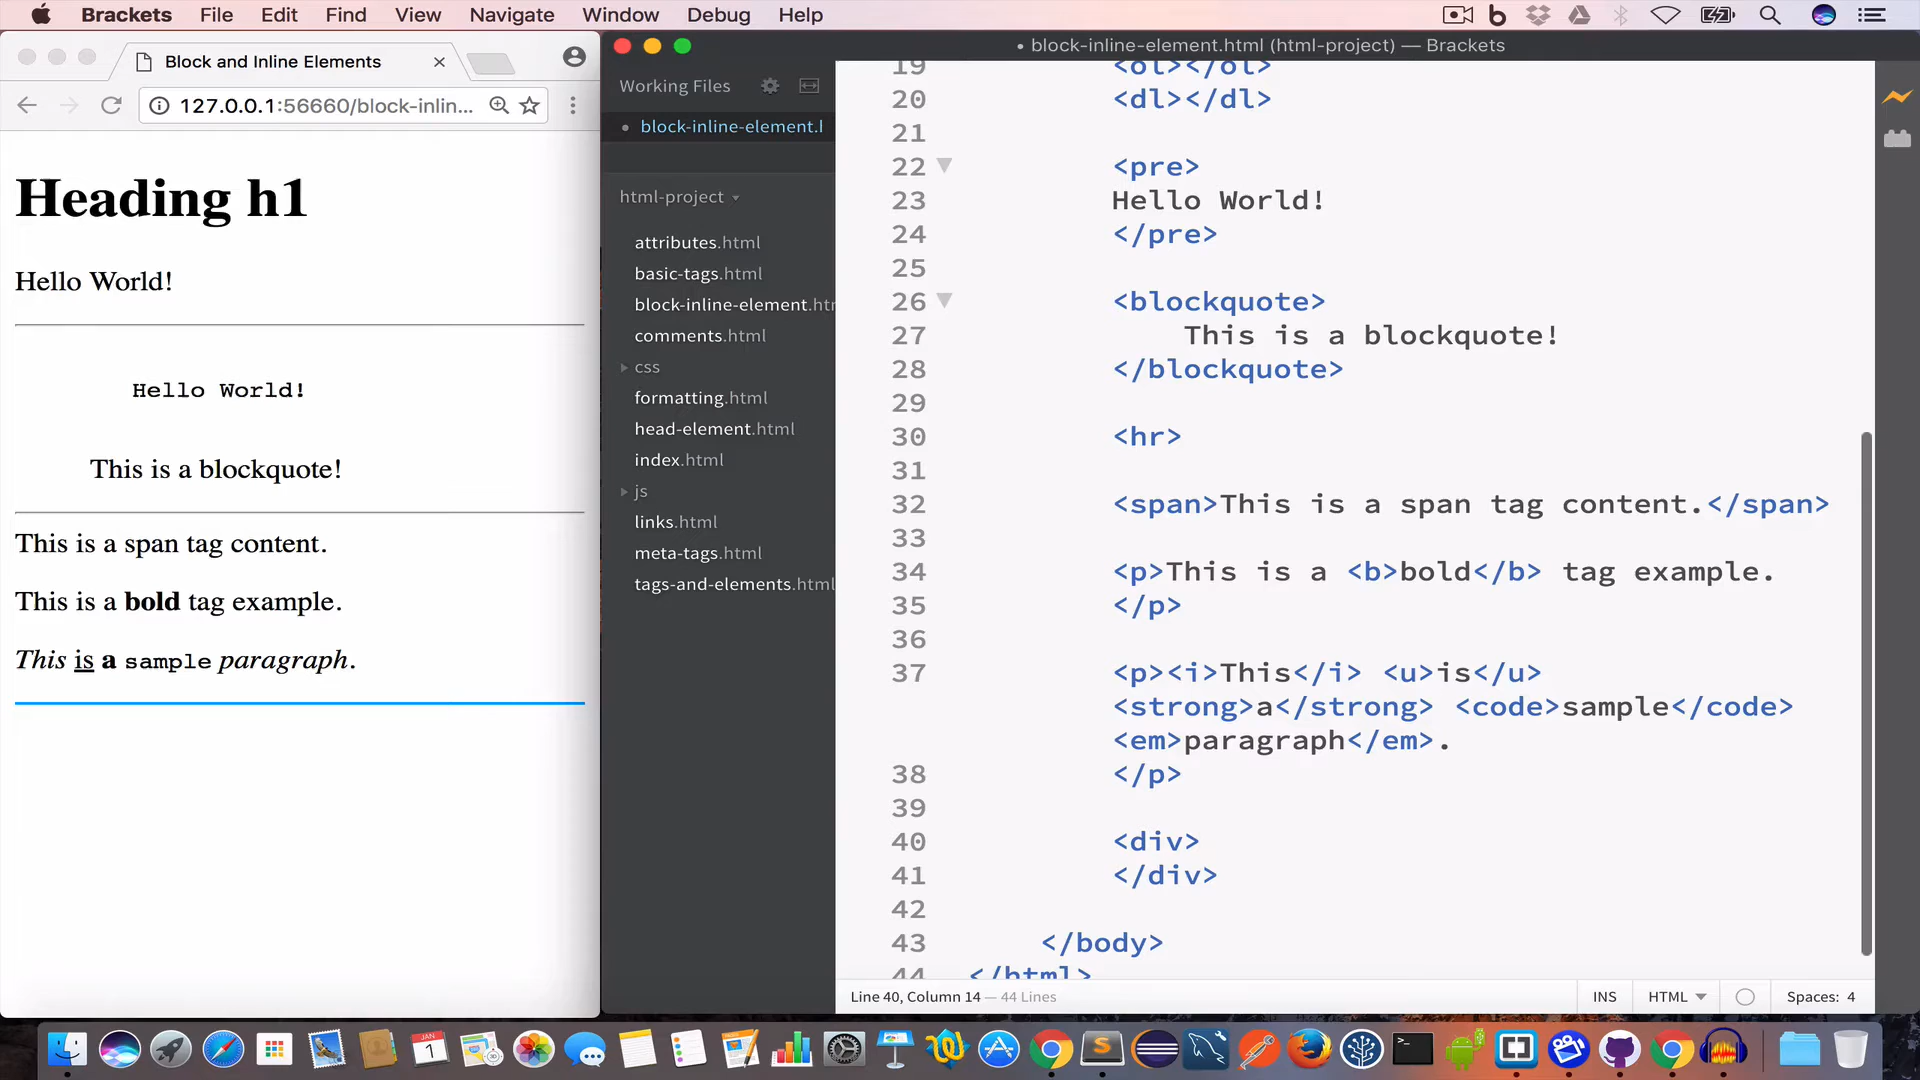 Brackets File Edit Find View Navigate Window Debug Help
Block and Inline Elements
127.0.0.1:56660/block-inlin...
Heading h1
Hello World!
Hello World!
This is a blockquote!
This is a span tag content.
This is a bold tag example.
This is a sample paragraph.
• block-inline-element.html (html-project) — Brackets
Working Files
block-inline-element.
html-project
attributes.html
basic-tags.html
block-inline-element.
comments.html
css
formatting.html
head-element.html
index.html
js
links.html
meta-tags.html
tags-and-elements.html
19 <ol></ol>
20 <dl></dl>
21
22 <pre>
23 Hello World!
24 </pre>
25
26 <blockquote>
27 This is a blockquote!
28 </blockquote>
29
30 <hr>
31
32 <span>This is a span tag content.</span>
33
34 <p>This is a <b>bold</b> tag example.
35 </p>
36
37 <p><i>This</i> <u>is</u>
<strong>a</strong> <code>sample</code>
<em>paragraph</em>.
38 </p>
39
40 <div>
41 </div>
42
43 </body>
44 </html>
Line 40, Column 14 — 44 Lines
INS HTML Spaces: 4
JAN
1